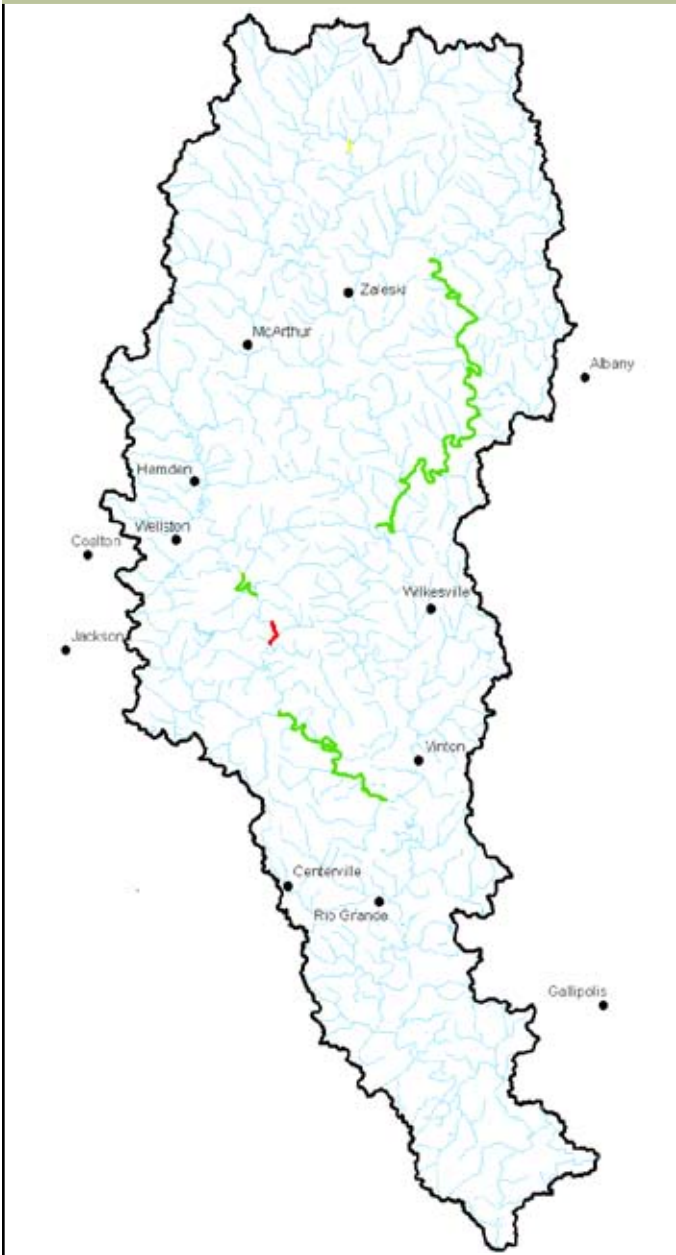 Zaleski
McArthur
Albany
Hamden
Wellston
Coalton
Wilkesville
Jackson
Vinton
Centerville
Rio Grande
Gallipolis